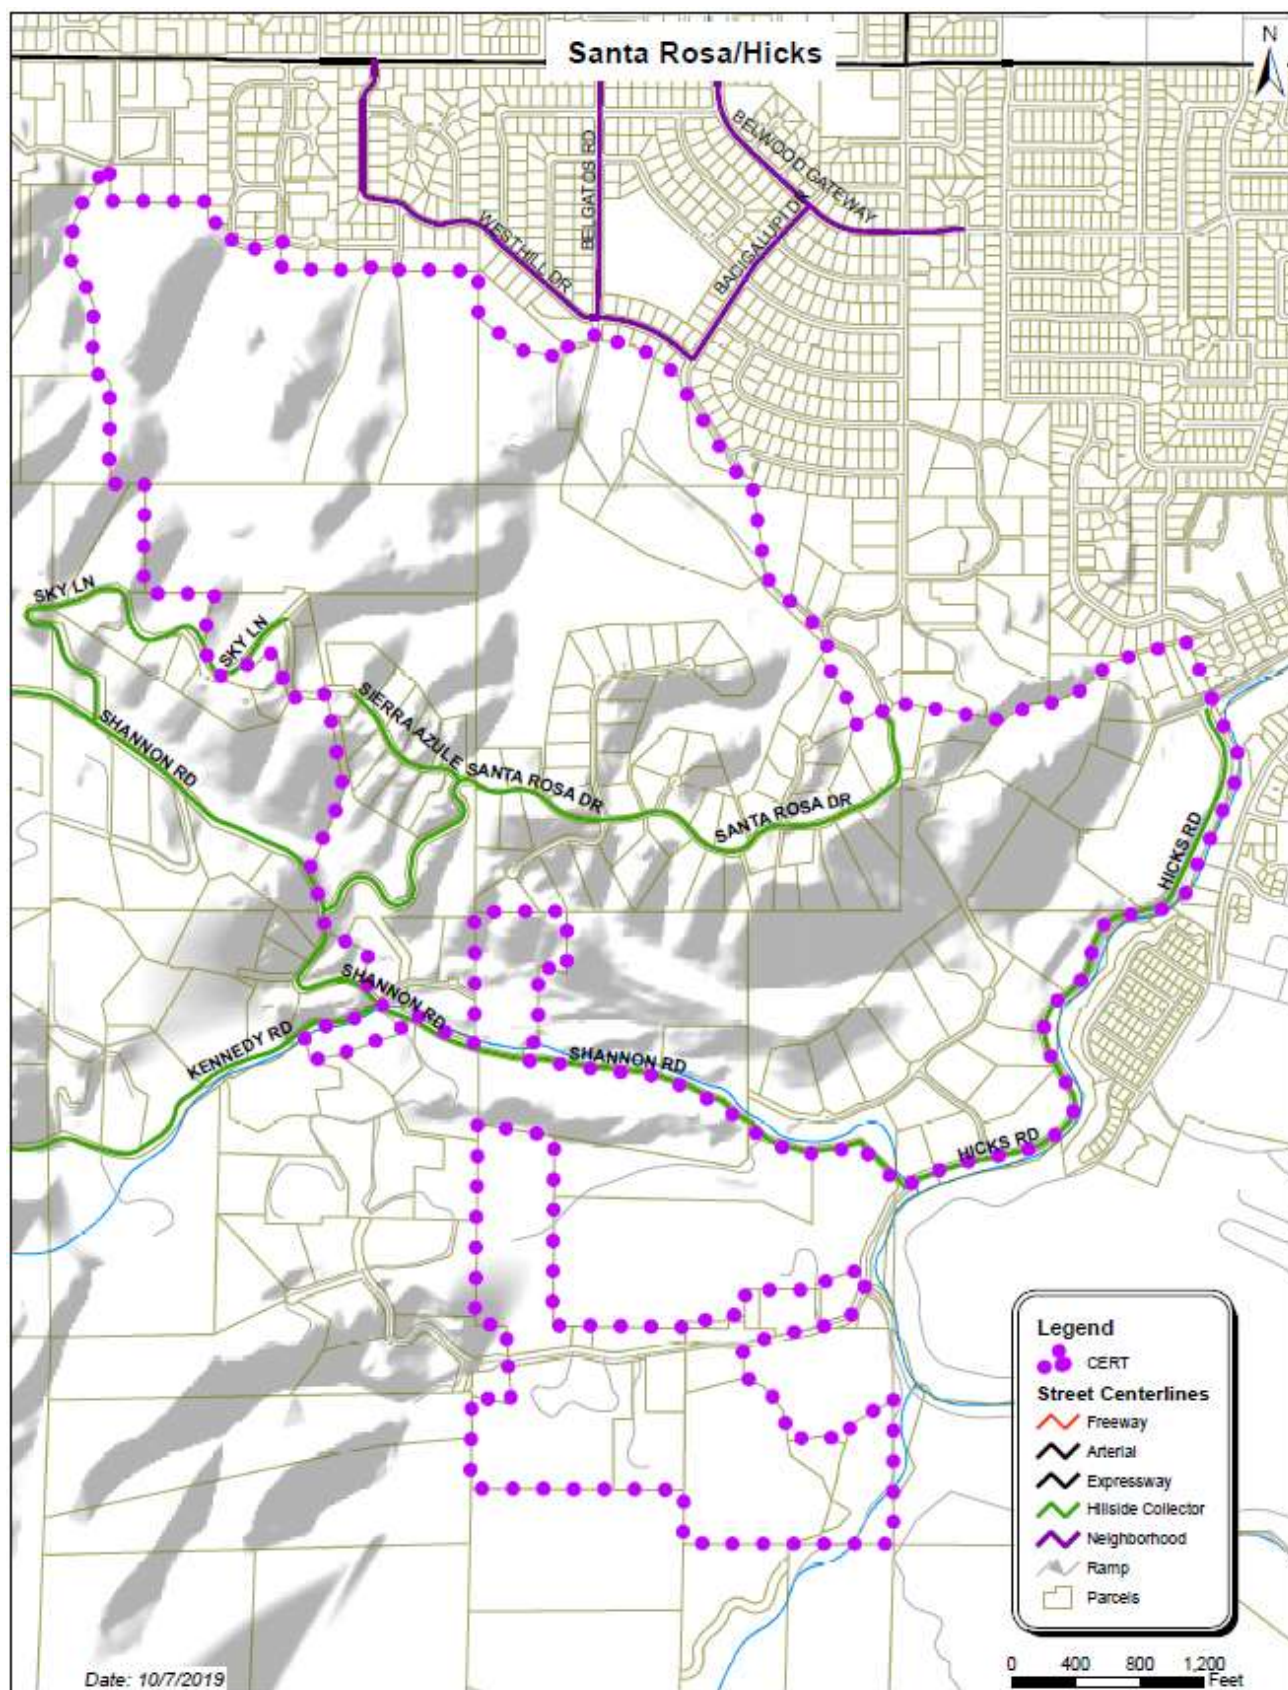 Santa Rosa/Hicks
N
BELWOOD GATEWAY
BELGATOS RD
WESTHILL DR
BACIGALUPI D
SKY LN
SKY LN
SIERRA AZULE
SHANNON RD
SANTA ROSA DR
SANTA ROSA DR
HICKS RD
SHANNON RD
KENNEDY RD
SHANNON RD
HICKS RD
Legend
CERT
Street Centerlines
Freeway
Arterial
Expressway
Hillside Collector
Neighborhood
Ramp
Parcels
0 400 800 1,200
Feet
Date: 10/7/2019